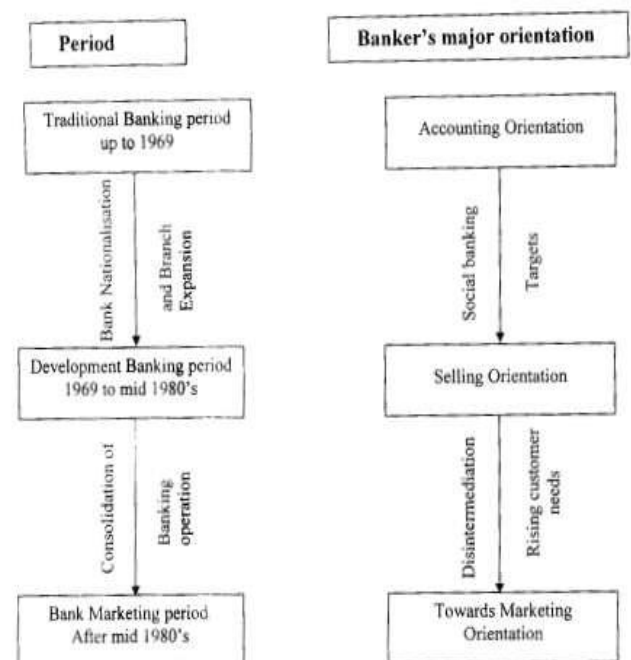 Period
Banker's major orientation
Traditional Banking period
up to 1969
Accounting Orientation
Bank Nationalisation
and Branch
Expansion
Social banking
Targets
Development Banking period
1969 to mid 1980's
Selling Orientation
Consolidation of
Banking
operation
Disintermediation
Rising customer
needs
Bank Marketing period
After mid 1980's
Towards Marketing
Orientation